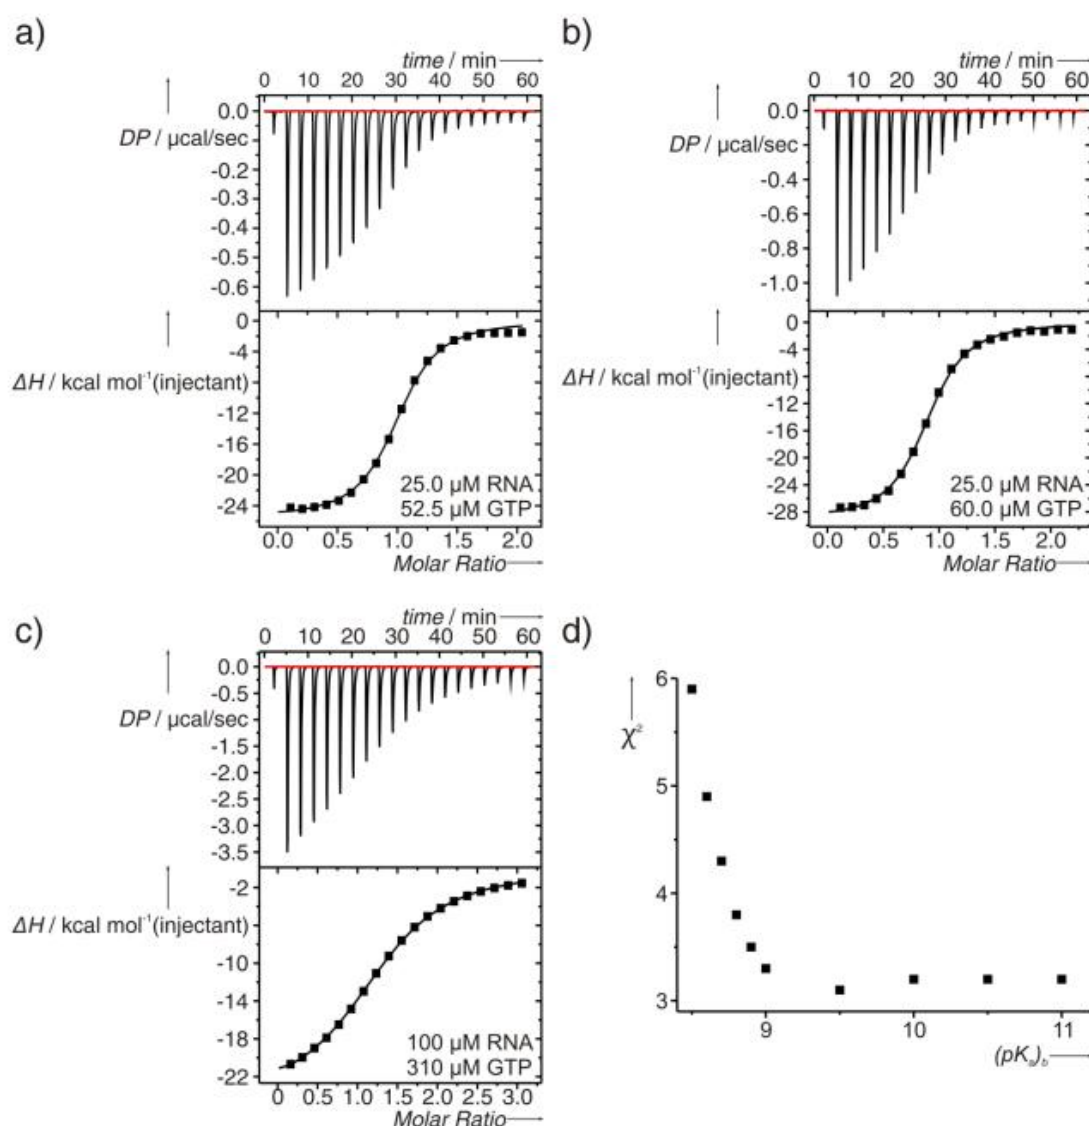 a)
time / min
0 10 20 30 40 50 60
DP / µcal/sec
0.0
-0.1
-0.2
-0.3
-0.4
-0.5
-0.6
ΔH / kcal mol⁻¹(injectant)
0
-4
-8
-12
-16
-20
-24
25.0 µM RNA
52.5 µM GTP
0.0 0.5 1.0 1.5 2.0
Molar Ratio
b)
time / min
0 10 20 30 40 50 60
DP / µcal/sec
0.0
-0.2
-0.4
-0.6
-0.8
-1.0
ΔH / kcal mol⁻¹(injectant)
0
-4
-8
-12
-16
-20
-24
-28
25.0 µM RNA
60.0 µM GTP
0.0 0.5 1.0 1.5 2.0
Molar Ratio
c)
time / min
0 10 20 30 40 50 60
DP / µcal/sec
0.0
-0.5
-1.0
-1.5
-2.0
-2.5
-3.0
-3.5
ΔH / kcal mol⁻¹(injectant)
-2
-10
-14
-18
-22
100 µM RNA
310 µM GTP
0 0.5 1.0 1.5 2.0 2.5 3.0
Molar Ratio
d)
χ²
6
5
4
3
9 10 11
(pKₐ)ᵦ